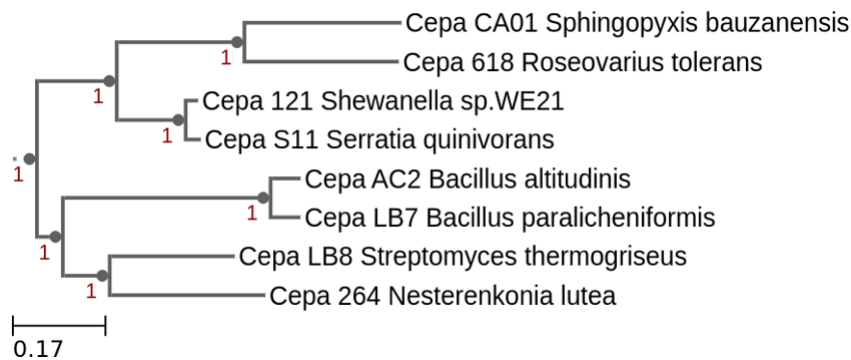 Cepa CA01 Sphingopyxis bauzanensis
1
Cepa 618 Roseovarius tolerans
1
Cepa 121 Shewanella sp.WE21
1
Cepa S11 Serratia quinivorans
1
Cepa AC2 Bacillus altitudinis
1
Cepa LB7 Bacillus paralicheniformis
1
Cepa LB8 Streptomyces thermogriseus
1
Cepa 264 Nesterenkonia lutea
0.17